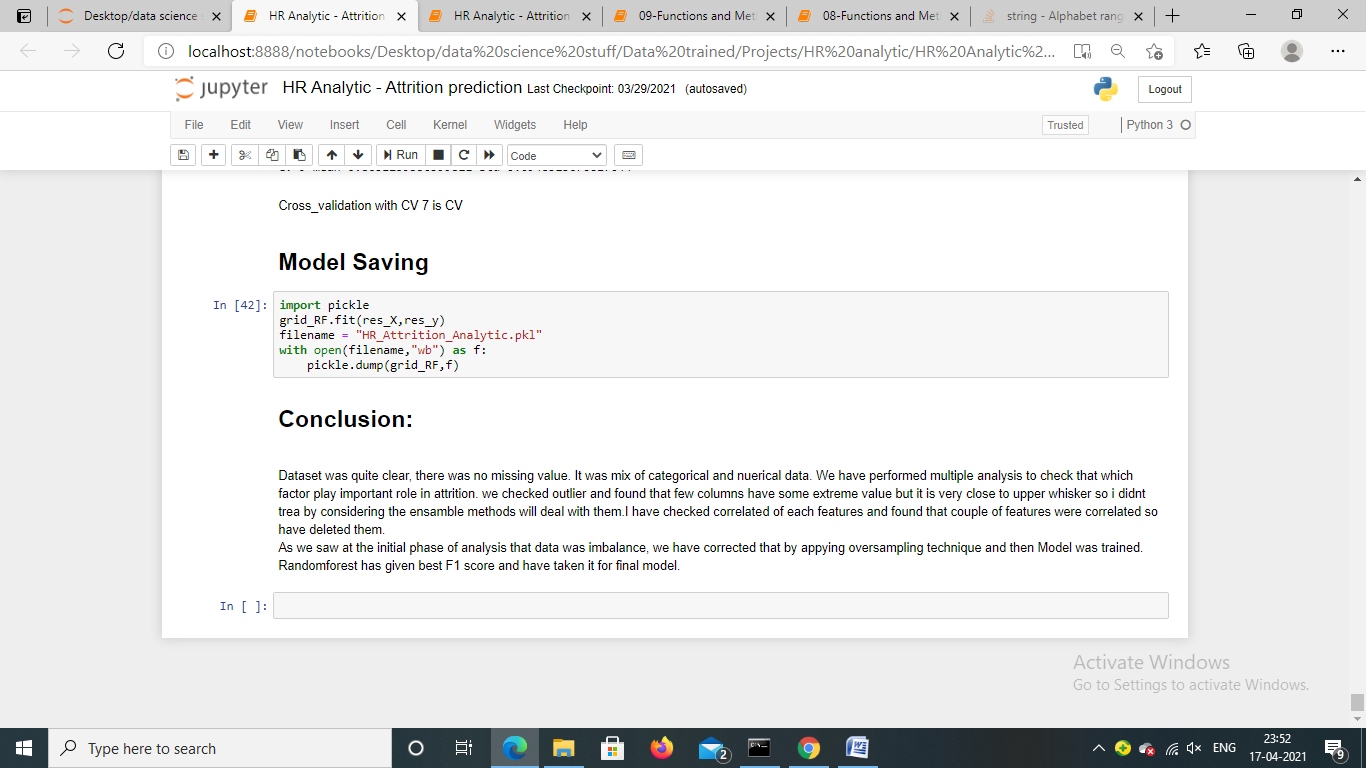 Desktop/data science
HR Analytic - Attrition
HR Analytic - Attrition
09-Functions and Met
08-Functions and Met
string - Alphabet rang
localhost:8888/notebooks/Desktop/data%20science%20stuff/Data%20trained/Projects/HR%20analytic/HR%20Analytic%2...
jupyter HR Analytic - Attrition prediction Last Checkpoint: 03/29/2021 (autosaved)
Logout
File Edit View Insert Cell Kernel Widgets Help
Trusted
Python 3
Run
Code
Cross_validation with CV 7 is CV
Model Saving
In [42]:
import pickle
grid_RF.fit(res_X,res_y)
filename = "HR_Attrition_Analytic.pkl"
with open(filename,"wb") as f:
pickle.dump(grid_RF,f)
Conclusion:
Dataset was quite clear, there was no missing value. It was mix of categorical and nuerical data. We have performed multiple analysis to check that which
factor play important role in attrition. we checked outlier and found that few columns have some extreme value but it is very close to upper whisker so i didnt
trea by considering the ensamble methods will deal with them.I have checked correlated of each features and found that couple of features were correlated so
have deleted them.
As we saw at the initial phase of analysis that data was imbalance, we have corrected that by appying oversampling technique and then Model was trained.
Randomforest has given best F1 score and have taken it for final model.
In [ ]:
Activate Windows
Go to Settings to activate Windows.
Type here to search
2
ENG
23:52
17-04-2021
9